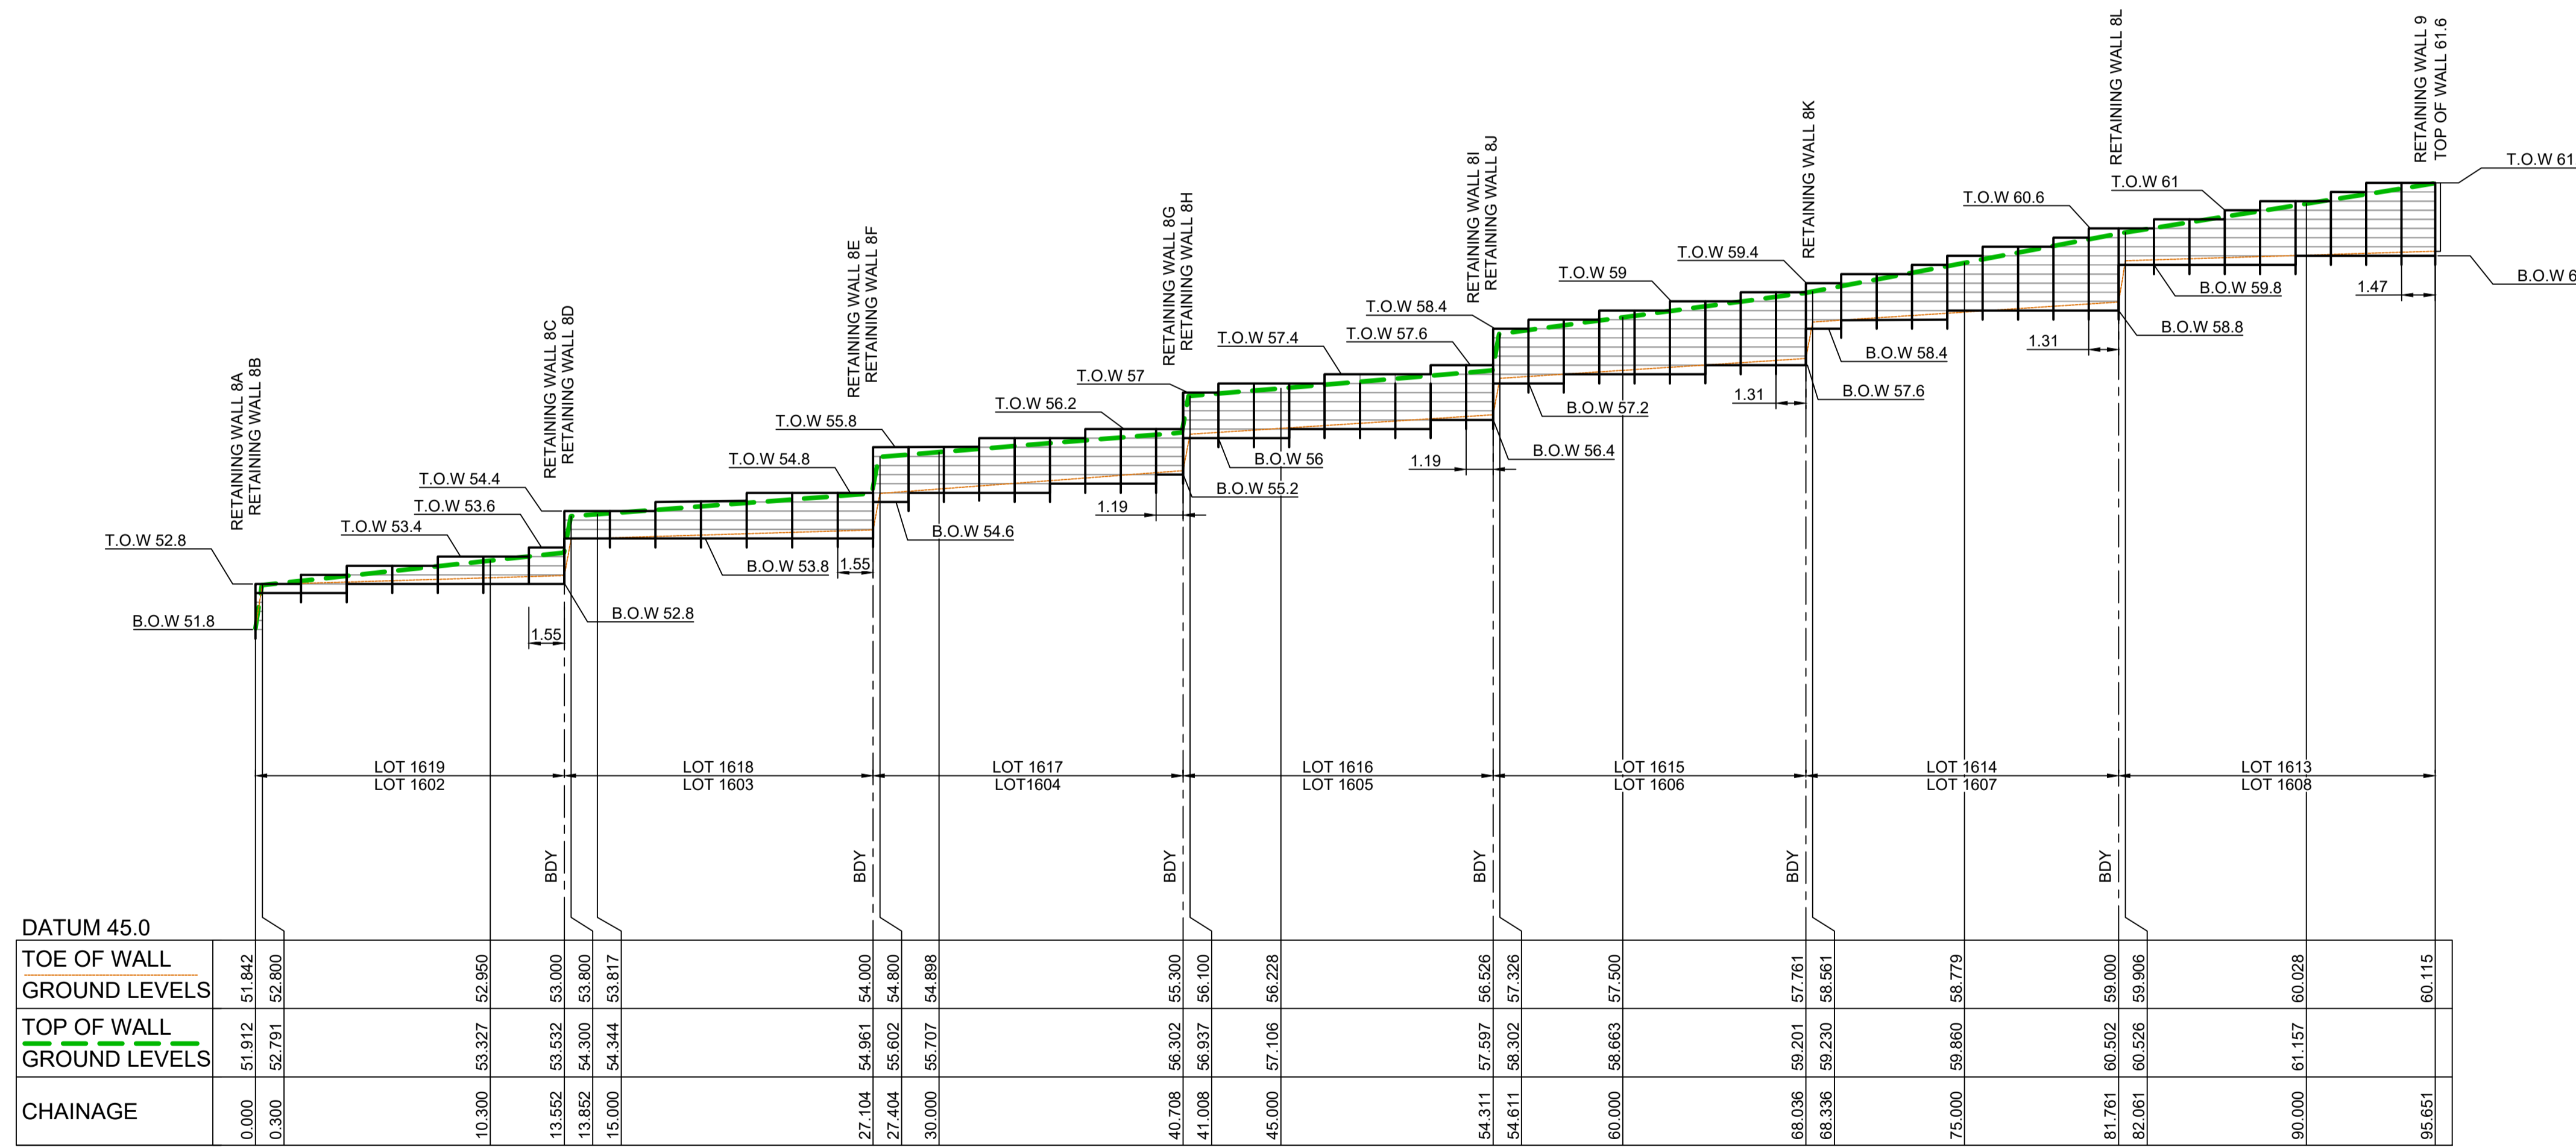 RETAINING WALL 8A
RETAINING WALL 8B
RETAINING WALL 8C
RETAINING WALL 8D
RETAINING WALL 8E
RETAINING WALL 8F
RETAINING WALL 8G
RETAINING WALL 8H
RETAINING WALL 8I
RETAINING WALL 8J
RETAINING WALL 8K
RETAINING WALL 8L
RETAINING WALL 9
TOP OF WALL 61.6
T.O.W 52.8
B.O.W 51.8
T.O.W 53.4
T.O.W 53.6
T.O.W 54.4
1.55
B.O.W 52.8
T.O.W 54.8
T.O.W 55.8
B.O.W 53.8
1.55
B.O.W 54.6
T.O.W 56.2
T.O.W 57
1.19
B.O.W 55.2
B.O.W 56
T.O.W 57.4
T.O.W 57.6
T.O.W 58.4
1.19
B.O.W 56.4
B.O.W 57.2
T.O.W 59
T.O.W 59.4
1.31
B.O.W 57.6
B.O.W 58.4
T.O.W 60.6
T.O.W 61
1.31
B.O.W 58.8
B.O.W 59.8
1.47
T.O.W 61
B.O.W 6
LOT 1619
LOT 1602
LOT 1618
LOT 1603
LOT 1617
LOT1604
LOT 1616
LOT 1605
LOT 1615
LOT 1606
LOT 1614
LOT 1607
LOT 1613
LOT 1608
BDY
BDY
BDY
BDY
BDY
BDY
DATUM 45.0
TOE OF WALL
GROUND LEVELS
51.842 52.800 52.950 53.000 53.800 53.817 54.000 54.800 54.898 55.300 56.100 56.228 56.526 57.326 57.500 57.761 58.561 58.779 59.000 59.906 60.028 60.115
TOP OF WALL
GROUND LEVELS
51.912 52.791 53.327 53.532 54.300 54.344 54.961 55.602 55.707 56.302 56.937 57.106 57.597 58.302 58.663 59.201 59.230 59.860 60.502 60.526 61.157
CHAINAGE
0.000 0.300 10.300 13.552 13.852 15.000 27.104 27.404 30.000 40.708 41.008 45.000 54.311 54.611 60.000 68.036 68.336 75.000 81.761 82.061 90.000 95.651